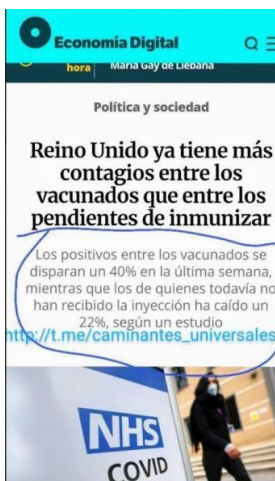 Economía Digital
hora
María Gay de Liébana
Política y sociedad
Reino Unido ya tiene más
contagios entre los
vacunados que entre los
pendientes de inmunizar
Los positivos entre los vacunados se
disparan un 40% en la última semana,
mientras que los de quienes todavía no
han recibido la inyección ha caído un
22%, según un estudio
http://t.me/caminantes_universales
NHS
COVID